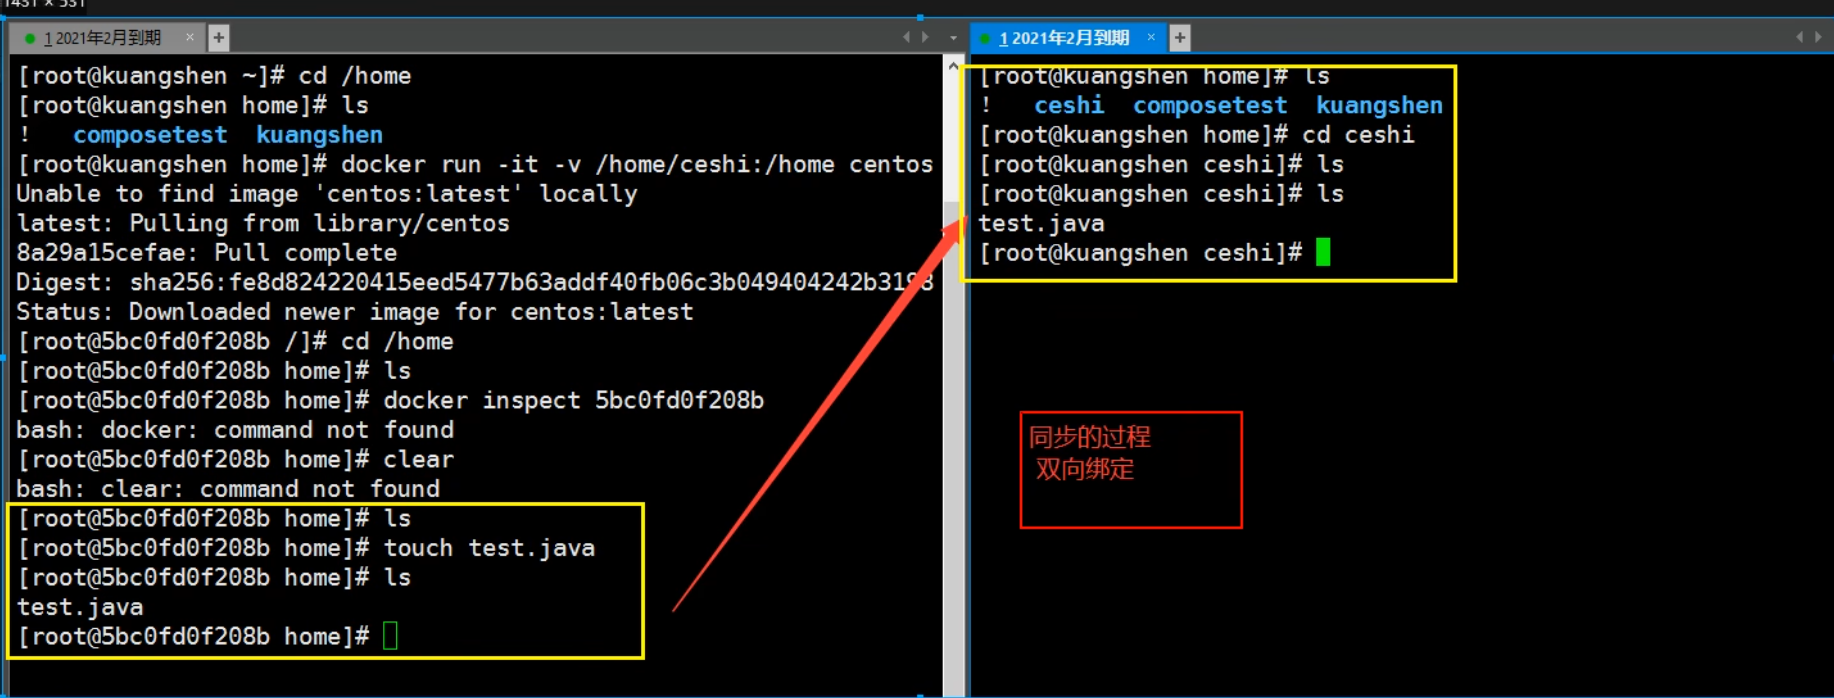 1431 × 531
1 2021年2月到期 × +
[root@kuangshen ~]# cd /home
[root@kuangshen home]# ls
!   composetest  kuangshen
[root@kuangshen home]# docker run -it -v /home/ceshi:/home centos
Unable to find image 'centos:latest' locally
latest: Pulling from library/centos
8a29a15cefae: Pull complete
Digest: sha256:fe8d824220415eed5477b63addf40fb06c3b049404242b3198
Status: Downloaded newer image for centos:latest
[root@5bc0fd0f208b /]# cd /home
[root@5bc0fd0f208b home]# ls
[root@5bc0fd0f208b home]# docker inspect 5bc0fd0f208b
bash: docker: command not found
[root@5bc0fd0f208b home]# clear
bash: clear: command not found
[root@5bc0fd0f208b home]# ls
[root@5bc0fd0f208b home]# touch test.java
[root@5bc0fd0f208b home]# ls
test.java
[root@5bc0fd0f208b home]#
1 2021年2月到期 × +
[root@kuangshen home]# ls
!   ceshi  composetest  kuangshen
[root@kuangshen home]# cd ceshi
[root@kuangshen ceshi]# ls
[root@kuangshen ceshi]# ls
test.java
[root@kuangshen ceshi]#
同步的过程
双向绑定